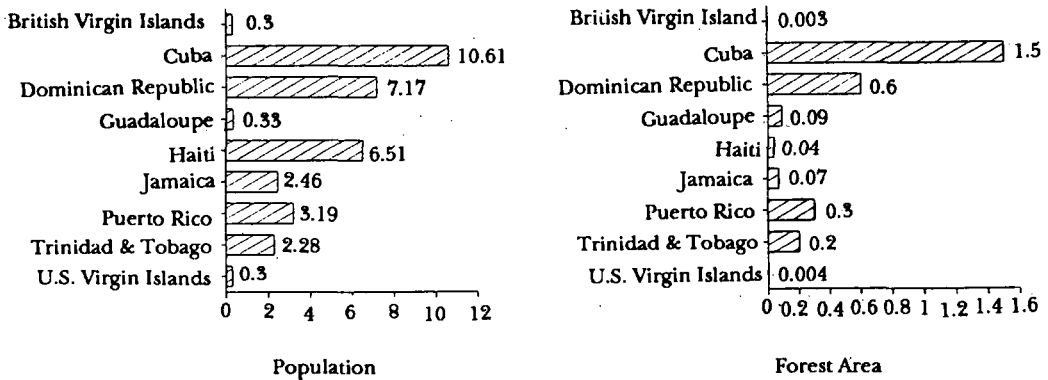 British Virgin Islands 0.3
Cuba 10.61
Dominican Republic 7.17
Guadaloupe 0.33
Haiti 6.51
Jamaica 2.46
Puerto Rico 3.19
Trinidad & Tobago 2.28
U.S. Virgin Islands 0.3
0 2 4 6 8 10 12
Population
British Virgin Island 0.003
Cuba 1.5
Dominican Republic 0.6
Guadaloupe 0.09
Haiti 0.04
Jamaica 0.07
Puerto Rico 0.3
Trinidad & Tobago 0.2
U.S. Virgin Islands 0.004
0 0.2 0.4 0.6 0.8 1 1.2 1.4 1.6
Forest Area